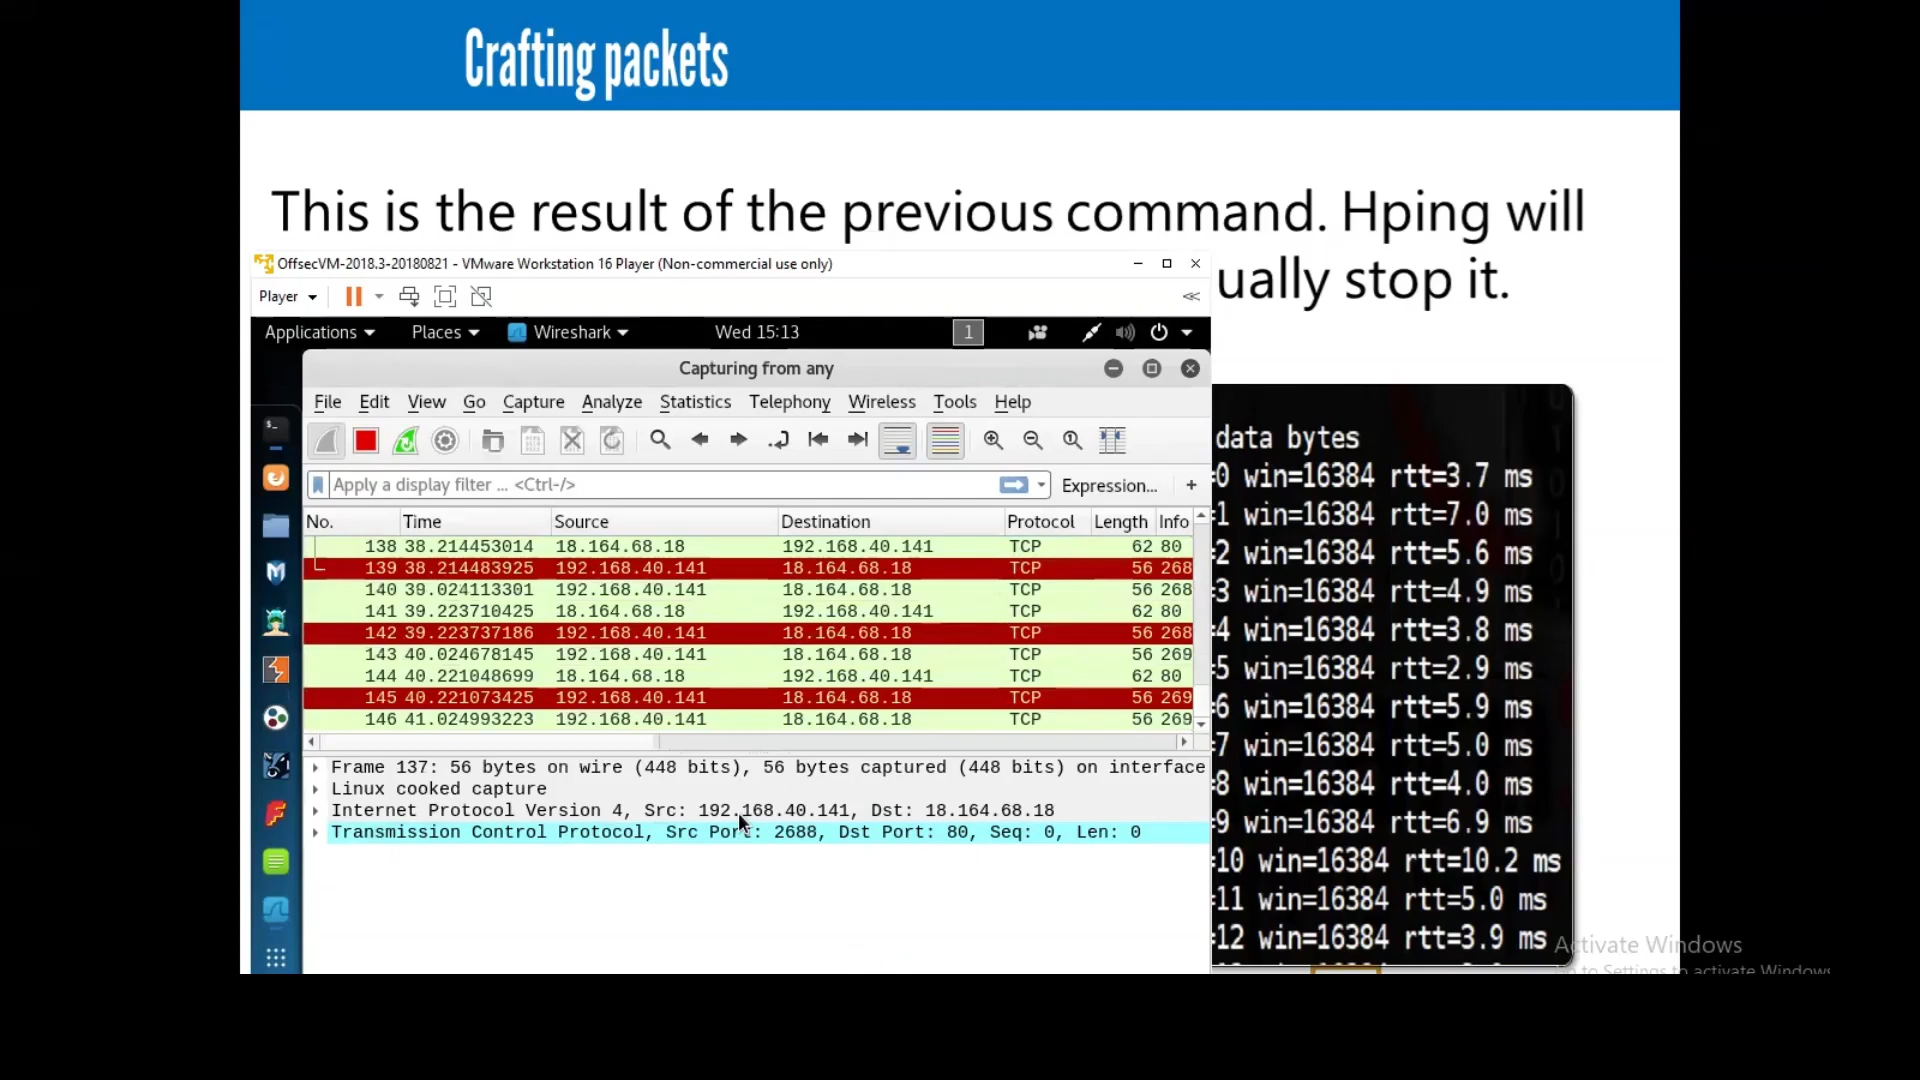 Crafting packets
This is the result of the previous command. Hping will
ually stop it.
OffsecVM-2018.3-20180821 - VMware Workstation 16 Player (Non-commercial use only)
Player
Applications Places Wireshark Wed 15:13 1
Capturing from any
File Edit View Go Capture Analyze Statistics Telephony Wireless Tools Help
Apply a display filter ... <Ctrl-/> Expression... +
No. Time Source Destination Protocol Length Info
138 38.214453014 18.164.68.18 192.168.40.141 TCP 62 80
139 38.214483925 192.168.40.141 18.164.68.18 TCP 56 268
140 39.024113301 192.168.40.141 18.164.68.18 TCP 56 268
141 39.223710425 18.164.68.18 192.168.40.141 TCP 62 80
142 39.223737186 192.168.40.141 18.164.68.18 TCP 56 268
143 40.024678145 192.168.40.141 18.164.68.18 TCP 56 269
144 40.221048699 18.164.68.18 192.168.40.141 TCP 62 80
145 40.221073425 192.168.40.141 18.164.68.18 TCP 56 269
146 41.024993223 192.168.40.141 18.164.68.18 TCP 56 269
Frame 137: 56 bytes on wire (448 bits), 56 bytes captured (448 bits) on interface
Linux cooked capture
Internet Protocol Version 4, Src: 192.168.40.141, Dst: 18.164.68.18
Transmission Control Protocol, Src Port: 2688, Dst Port: 80, Seq: 0, Len: 0
data bytes
=0 win=16384 rtt=3.7 ms
=1 win=16384 rtt=7.0 ms
=2 win=16384 rtt=5.6 ms
=3 win=16384 rtt=4.9 ms
=4 win=16384 rtt=3.8 ms
=5 win=16384 rtt=2.9 ms
=6 win=16384 rtt=5.9 ms
=7 win=16384 rtt=5.0 ms
=8 win=16384 rtt=4.0 ms
=9 win=16384 rtt=6.9 ms
=10 win=16384 rtt=10.2 ms
=11 win=16384 rtt=5.0 ms
=12 win=16384 rtt=3.9 ms
Activate Windows
to Settings to activate Windows